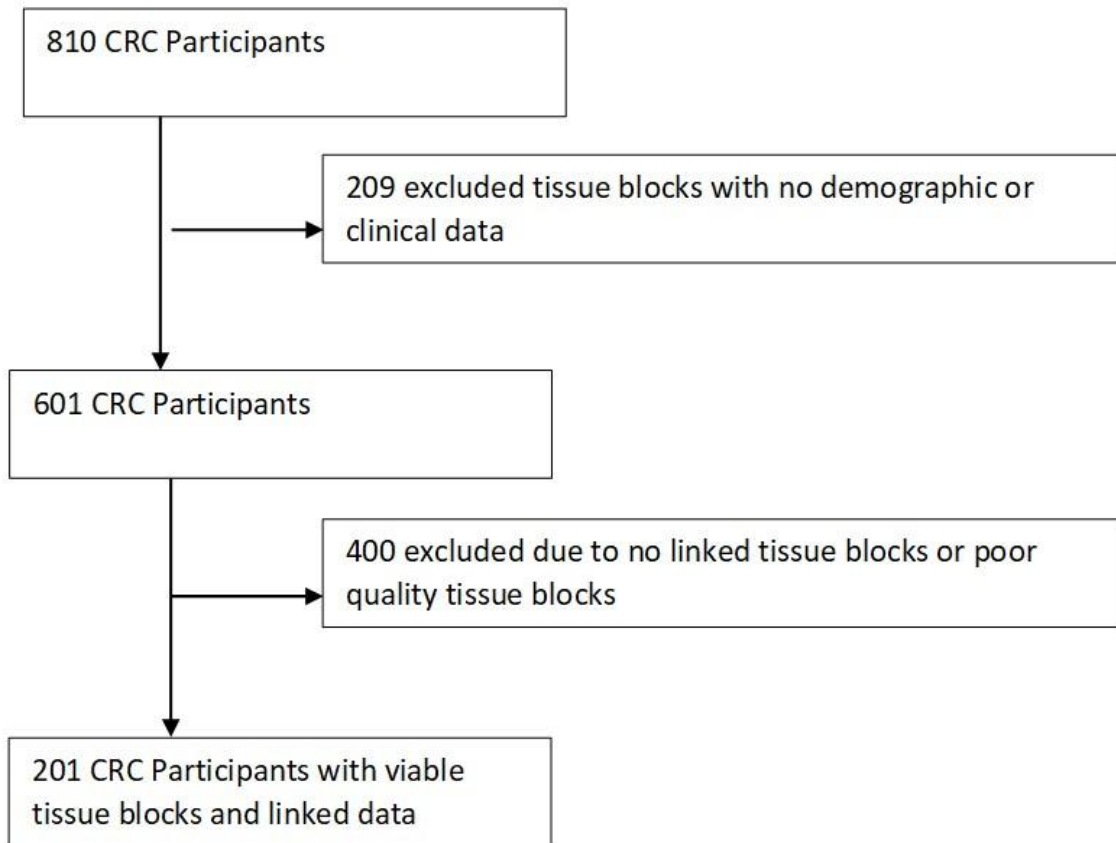 810 CRC Participants
209 excluded tissue blocks with no demographic or
clinical data
601 CRC Participants
400 excluded due to no linked tissue blocks or poor
quality tissue blocks
201 CRC Participants with viable
tissue blocks and linked data